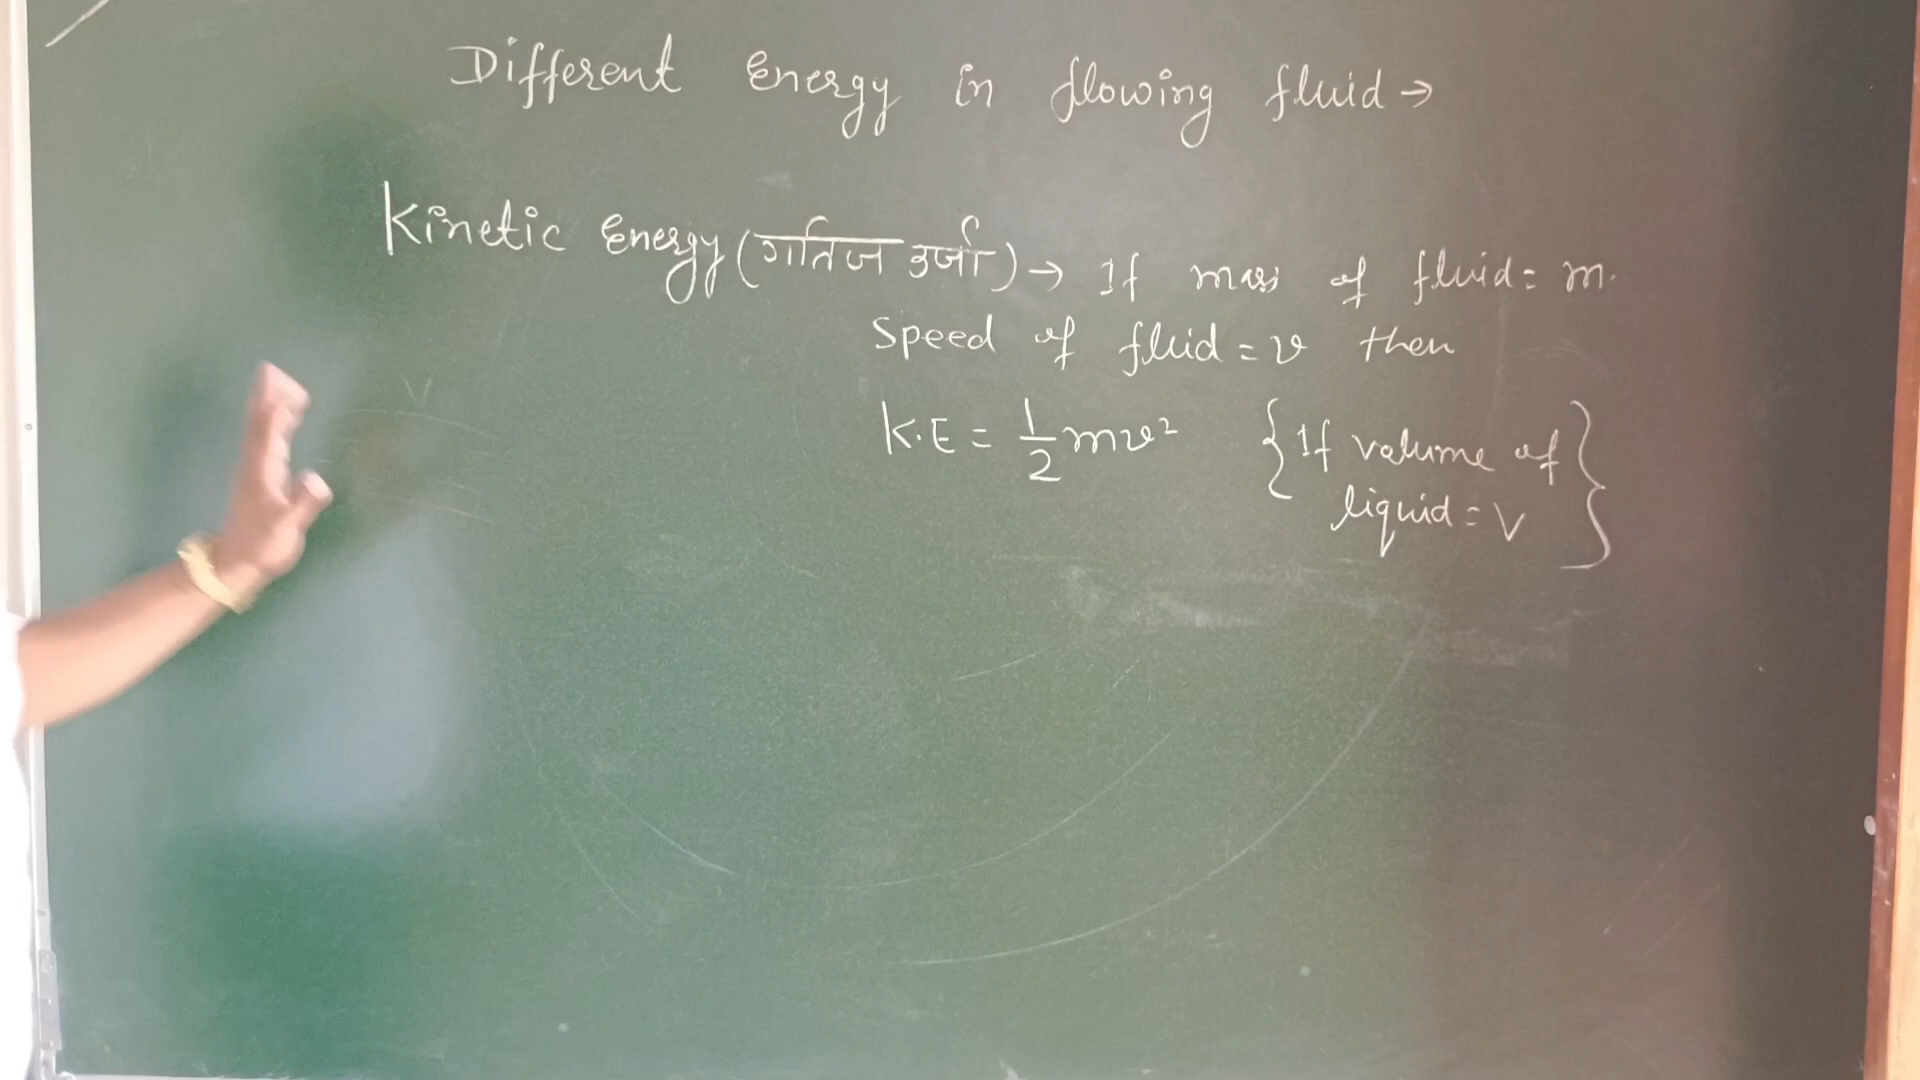 Different Energy in flowing fluid →
Kinetic Energy (गतिज उर्जा) → If mass of fluid = m.
Speed of fluid = v then
K.E = 1/2 mv² {If volume of
liquid = V}